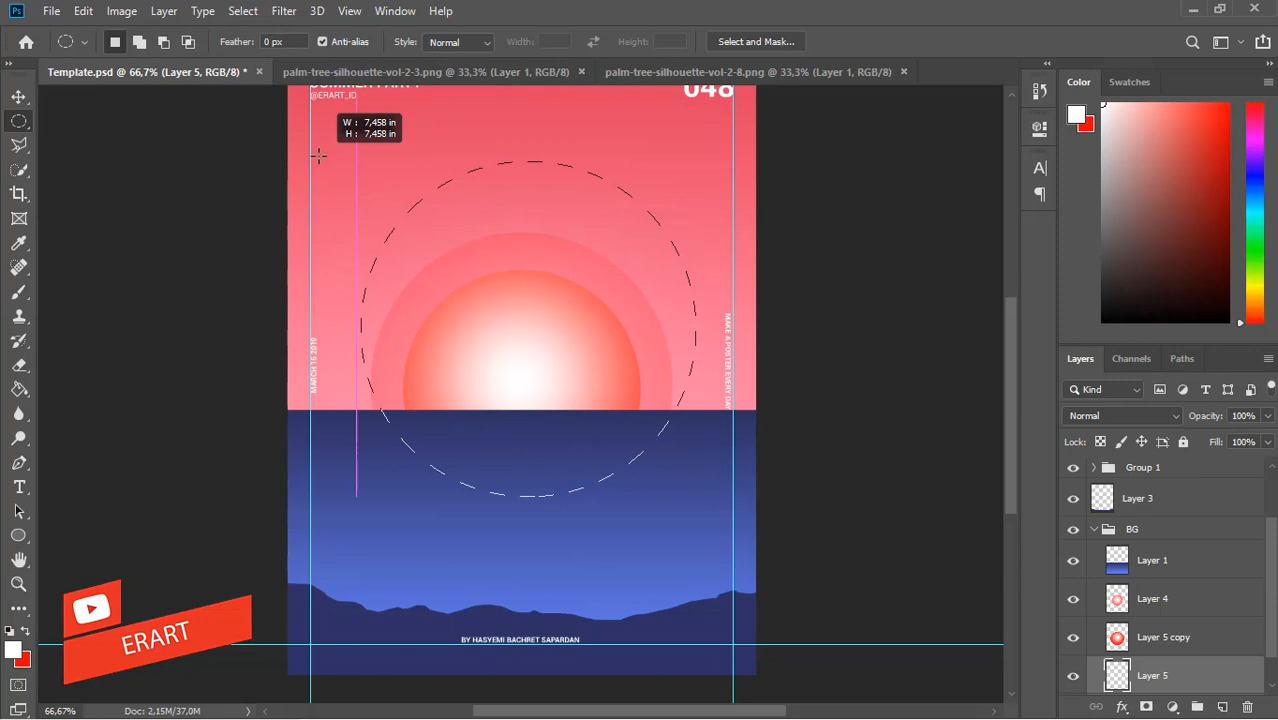 Ps File Edit Image Layer Type Select Filter 3D View Window Help
Feather: 0 px Anti-alias Style: Normal Width: Height: Select and Mask...
Template.psd @ 66,7% (Layer 5, RGB/8) * × palm-tree-silhouette-vol-2-3.png @ 33,3% (Layer 1, RGB/8) × palm-tree-silhouette-vol-2-8.png @ 33,3% (Layer 1, RGB/8) ×
SUMMER PARTY
@ERART_ID
048
W : 7,458 in
H : 7,458 in
MARCH 15 2019
MAKE A POSTER EVERY DAY
BY HASYEMI BACHRET SAPARDAN
ERART
Color Swatches
Layers Channels Paths
Kind
Normal Opacity: 100%
Lock: Fill: 100%
Group 1
Layer 3
BG
Layer 1
Layer 4
Layer 5 copy
Layer 5
66,67% Doc: 2,15M/37,0M